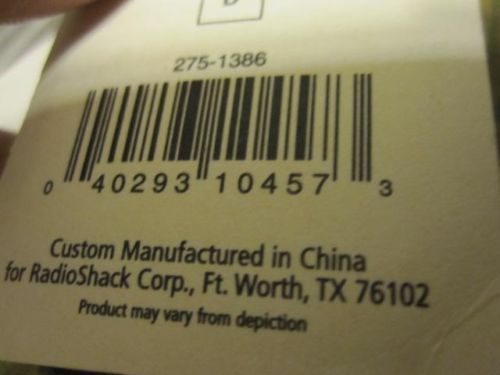 275-1386
0 40293 10457 3
Custom Manufactured in China
for RadioShack Corp., Ft. Worth, TX 76102
Product may vary from depiction